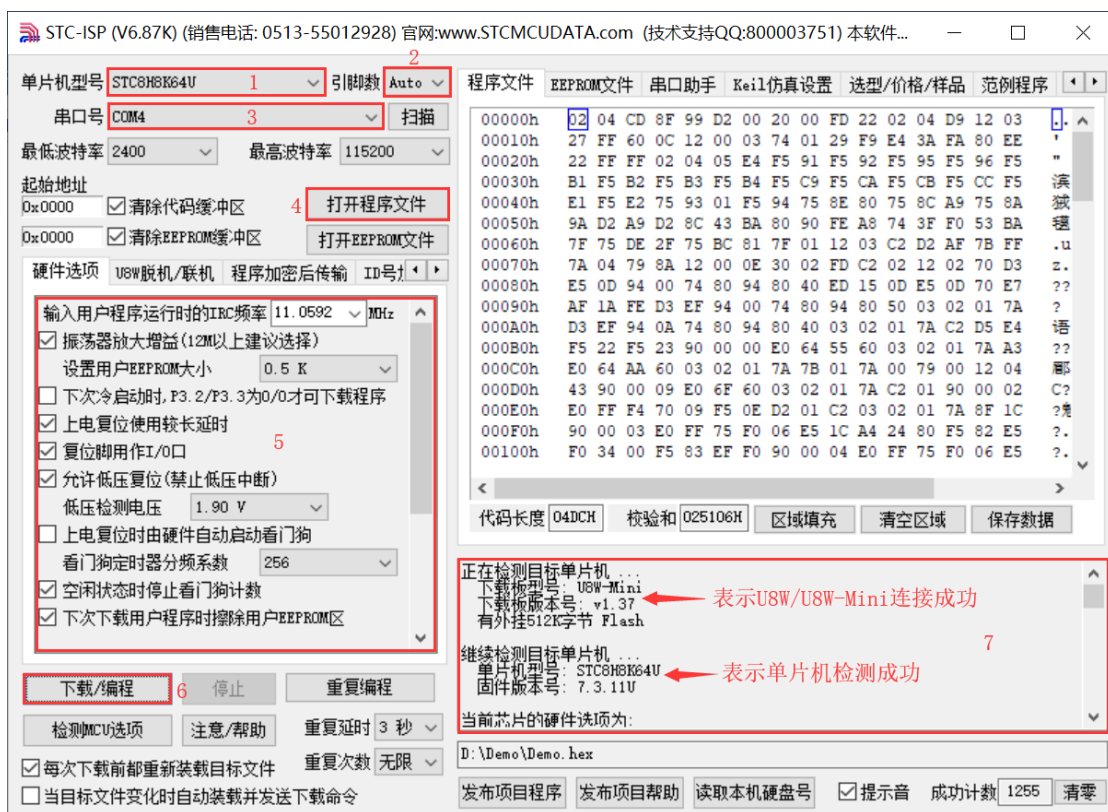 STC-ISP (V6.87K) (销售电话: 0513-55012928) 官网:www.STCMCUDATA.com (技术支持QQ:800003751) 本软件...
2
单片机型号 STC8H8K64U 1 引脚数 Auto
串口号 COM4 3 扫描
最低波特率 2400 最高波特率 115200
起始地址
0x0000 清除代码缓冲区 4 打开程序文件
0x0000 清除EEPROM缓冲区 打开EEPROM文件
硬件选项 U8W脱机/联机 程序加密后传输
输入用户程序运行时的IRC频率 11.0592 MHz
振荡器放大增益(12M以上建议选择)
设置用户EEPROM大小 0.5 K
下次冷启动时, P3.2/P3.3为0/0才可下载程序
上电复位使用较长延时
5
复位脚用作I/O口
允许低压复位(禁止低压中断)
低压检测电压 1.90 V
上电复位时由硬件自动启动看门狗
看门狗定时器分频系数 256
空闲状态时停止看门狗计数
下次下载用户程序时擦除用户EEPROM区
下载/编程 6 停止 重复编程
检测MCU选项 注意/帮助 重复延时 3 秒
每次下载前都重新装载目标文件 重复次数 无限
当目标文件变化时自动装载并发送下载命令
程序文件 EEPROM文件 串口助手 Keil仿真设置 选型/价格/样品 范例程序
00000h 02 04 CD 8F 99 D2 00 20 00 FD 22 02 04 D9 12 03 ..
00010h 27 FF 60 0C 12 00 03 74 01 29 F9 E4 3A FA 80 EE '
00020h 22 FF FF 02 04 05 E4 F5 91 F5 92 F5 95 F5 96 F5 "
00030h B1 F5 B2 F5 B3 F5 B4 F5 C9 F5 CA F5 CB F5 CC F5 滨
00040h E1 F5 E2 75 93 01 F5 94 75 8E 80 75 8C A9 75 8A
00050h 9A D2 A9 D2 8C 43 BA 80 90 FE A8 74 3F F0 53 BA
00060h 7F 75 DE 2F 75 BC 81 7F 01 12 03 C2 D2 AF 7B FF .u
00070h 7A 04 79 8A 12 00 0E 30 02 FD C2 02 12 02 70 D3 z.
00080h E5 0D 94 00 74 80 94 80 40 ED 15 0D E5 0D 70 E7 ??
00090h AF 1A FE D3 EF 94 00 74 80 94 80 50 03 02 01 7A ?
000A0h D3 EF 94 0A 74 80 94 80 40 03 02 01 7A C2 D5 E4 语
000B0h F5 22 F5 23 90 00 00 E0 64 55 60 03 02 01 7A A3 ??
000C0h E0 64 AA 60 03 02 01 7A 7B 01 7A 00 79 00 12 04
000D0h 43 90 00 09 E0 6F 60 03 02 01 7A C2 01 90 00 02 C?
000E0h E0 FF F4 70 09 F5 0E D2 01 C2 03 02 01 7A 8F 1C
000F0h 90 00 03 E0 FF 75 F0 06 E5 1C A4 24 80 F5 82 E5 ?.
00100h F0 34 00 F5 83 EF F0 90 00 04 E0 FF 75 F0 06 E5 ?.
代码长度 04DCH 校验和 025106H 区域填充 清空区域 保存数据
正在检测目标单片机 ...
下载板型号: U8W-Mini
下载板版本号: v1.37 表示U8W/U8W-Mini连接成功
有外挂512K字节 Flash
7
继续检测目标单片机 ...
单片机型号: STC8H8K64U 表示单片机检测成功
固件版本号: 7.3.11U
当前芯片的硬件选项为:
D:\Demo\Demo.hex
发布项目程序 发布项目帮助 读取本机硬盘号 提示音 成功计数 1255 清零